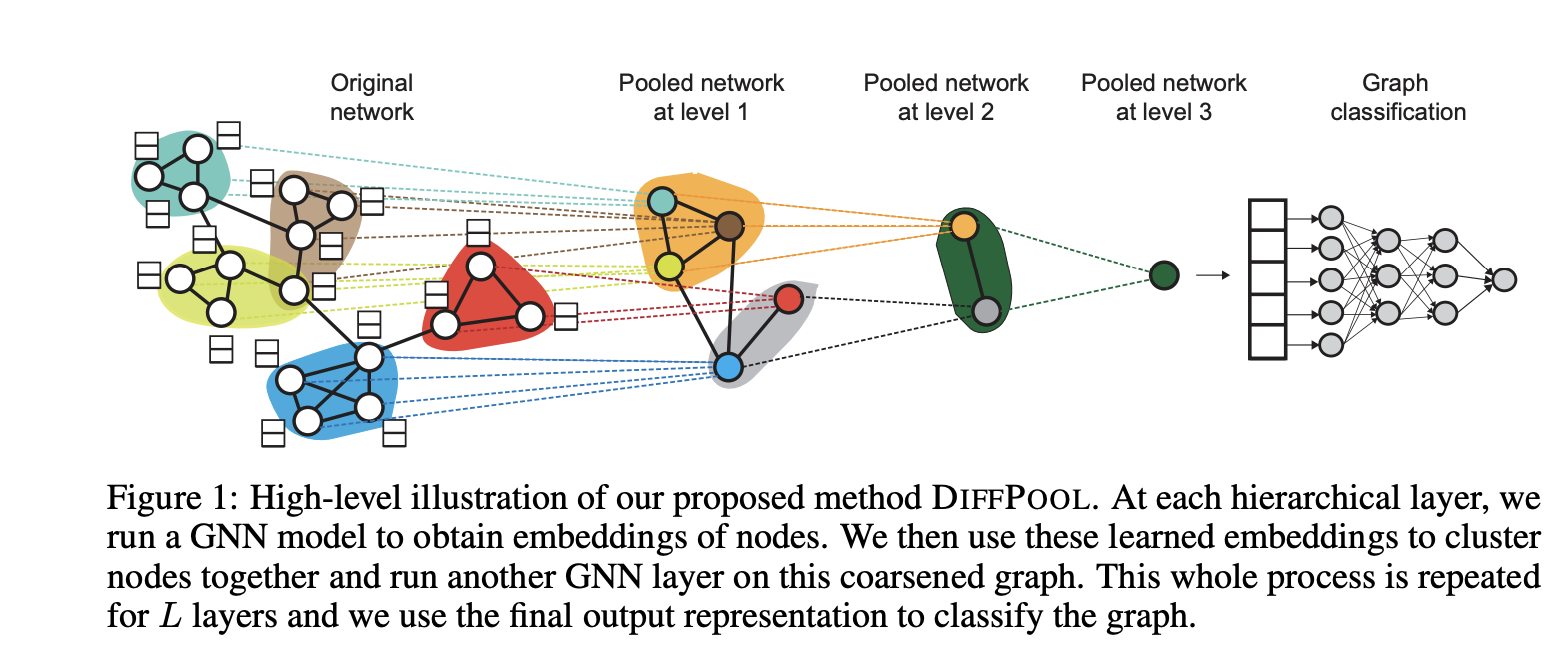 Original
network
Pooled network
at level 1
Pooled network
at level 2
Pooled network
at level 3
Graph
classification
Figure 1: High-level illustration of our proposed method DIFFPOOL. At each hierarchical layer, we
run a GNN model to obtain embeddings of nodes. We then use these learned embeddings to cluster
nodes together and run another GNN layer on this coarsened graph. This whole process is repeated
for L layers and we use the final output representation to classify the graph.